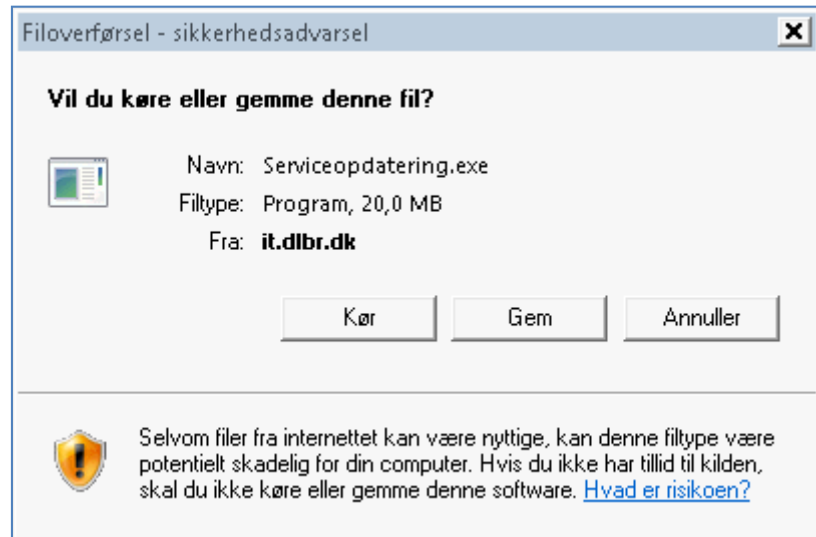 Filoverførsel - sikkerhedsadvarsel
Vil du køre eller gemme denne fil?
Navn: Serviceopdatering.exe
Filtype: Program, 20,0 MB
Fra: it.dlbr.dk
Kør Gem Annuller
Selvom filer fra internettet kan være nyttige, kan denne filtype være
potentielt skadelig for din computer. Hvis du ikke har tillid til kilden,
skal du ikke køre eller gemme denne software. Hvad er risikoen?